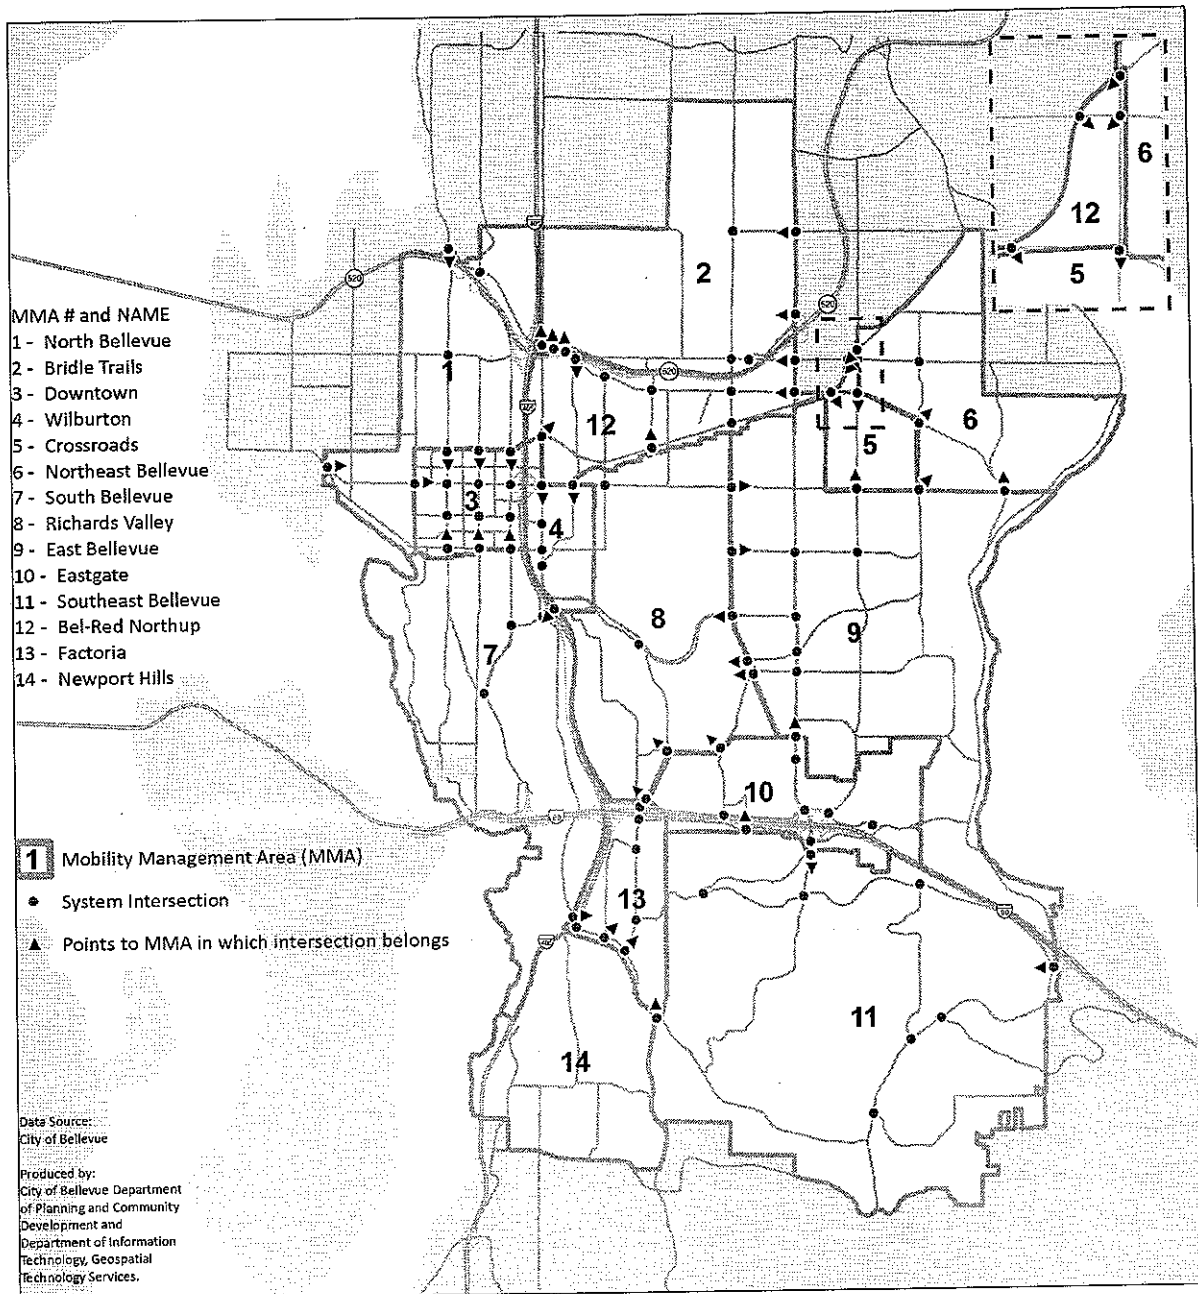 6
12
5
2
520
520
MMA # and NAME
1 - North Bellevue
2 - Bridle Trails
3 - Downtown
4 - Wilburton
5 - Crossroads
6 - Northeast Bellevue
7 - South Bellevue
8 - Richards Valley
9 - East Bellevue
10 - Eastgate
11 - Southeast Bellevue
12 - Bel-Red Northup
13 - Factoria
14 - Newport Hills
1
520
12
6
5
3
4
8
9
7
10
13
11
14
1 Mobility Management Area (MMA)
System Intersection
Points to MMA in which intersection belongs
Data Source:
City of Bellevue
Produced by:
City of Bellevue Department
of Planning and Community
Development and
Department of Information
Technology, Geospatial
Technology Services.